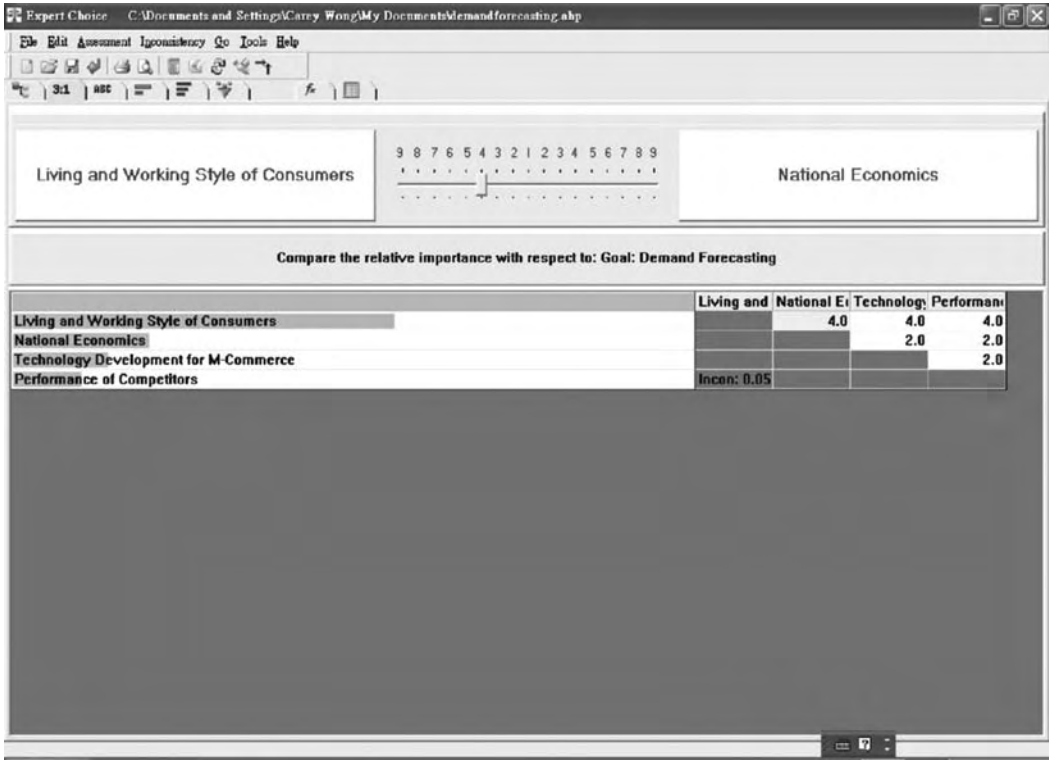 Expert Choice C:\Documents and Settings\Carey Wong\My Documents\demandforecasting.ahp
File Edit Assessment Inconsistency Go Tools Help
3:1 ABC fx
9 8 7 6 5 4 3 2 1 2 3 4 5 6 7 8 9
Living and Working Style of Consumers National Economics
Compare the relative importance with respect to: Goal: Demand Forecasting
Living and National E Technology Performanc
Living and Working Style of Consumers 4.0 4.0 4.0
National Economics 2.0 2.0
Technology Development for M-Commerce 2.0
Performance of Competitors Incon: 0.05